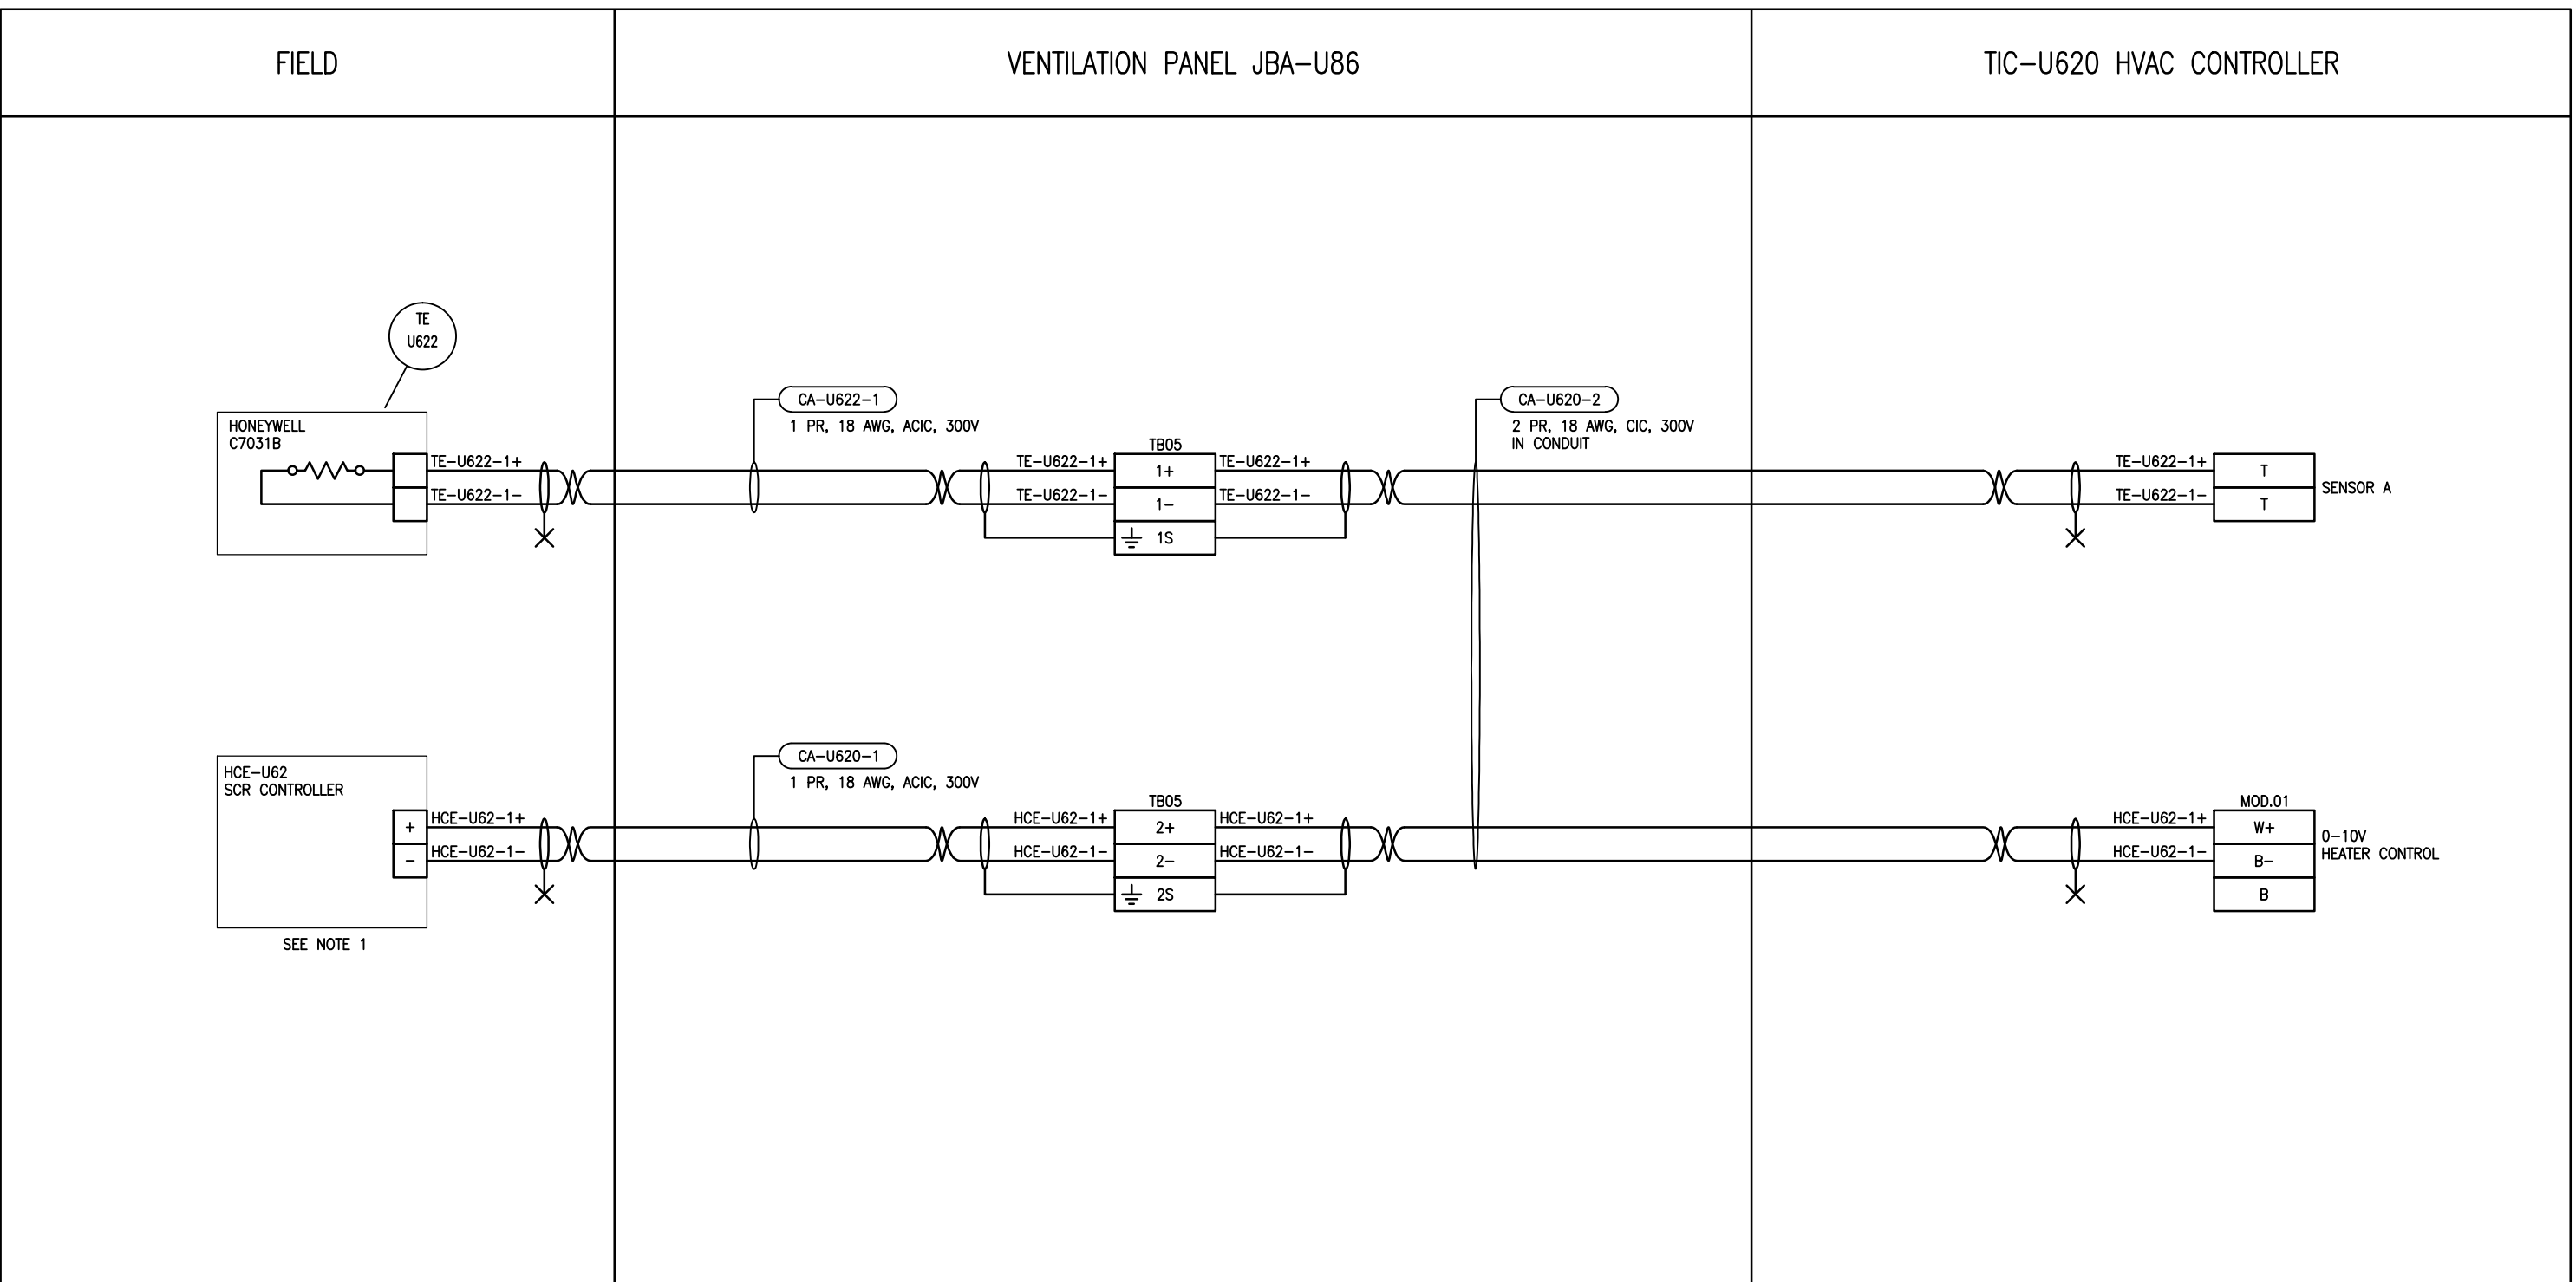 FIELD
VENTILATION PANEL JBA-U86
TIC-U620 HVAC CONTROLLER
TE
U622
HONEYWELL
C7031B
TE-U622-1+
TE-U622-1-
CA-U622-1
1 PR, 18 AWG, ACIC, 300V
TE-U622-1+
TE-U622-1-
TB05
1+
1-
1S
TE-U622-1+
TE-U622-1-
CA-U620-2
2 PR, 18 AWG, CIC, 300V
IN CONDUIT
TE-U622-1+
TE-U622-1-
T
T
SENSOR A
HCE-U62
SCR CONTROLLER
+
-
HCE-U62-1+
HCE-U62-1-
SEE NOTE 1
CA-U620-1
1 PR, 18 AWG, ACIC, 300V
HCE-U62-1+
HCE-U62-1-
TB05
2+
2-
2S
HCE-U62-1+
HCE-U62-1-
HCE-U62-1+
HCE-U62-1-
MOD.01
W+
B-
B
0-10V
HEATER CONTROL